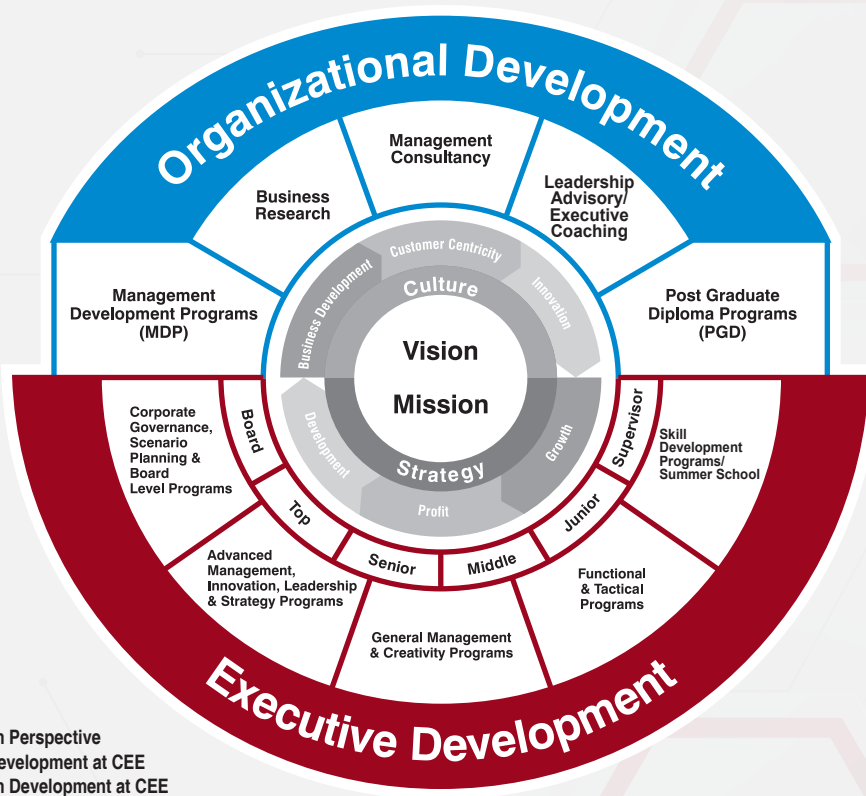 Organizational Development
Management
Consultancy
Business
Research
Leadership
Advisory/
Executive
Coaching
Management
Development Programs
(MDP)
Post Graduate
Diploma Programs
(PGD)
Customer Centricity
Business Development
Innovation
Culture
Vision
Mission
Strategy
Development
Growth
Profit
Board
Top
Senior
Middle
Junior
Supervisor
Corporate
Governance,
Scenario
Planning &
Board
Level Programs
Skill
Development
Programs/
Summer School
Advanced
Management,
Innovation, Leadership
& Strategy Programs
Functional
& Tactical
Programs
General Management
& Creativity Programs
Executive Development
Perspective
Development at CEE
Development at CEE